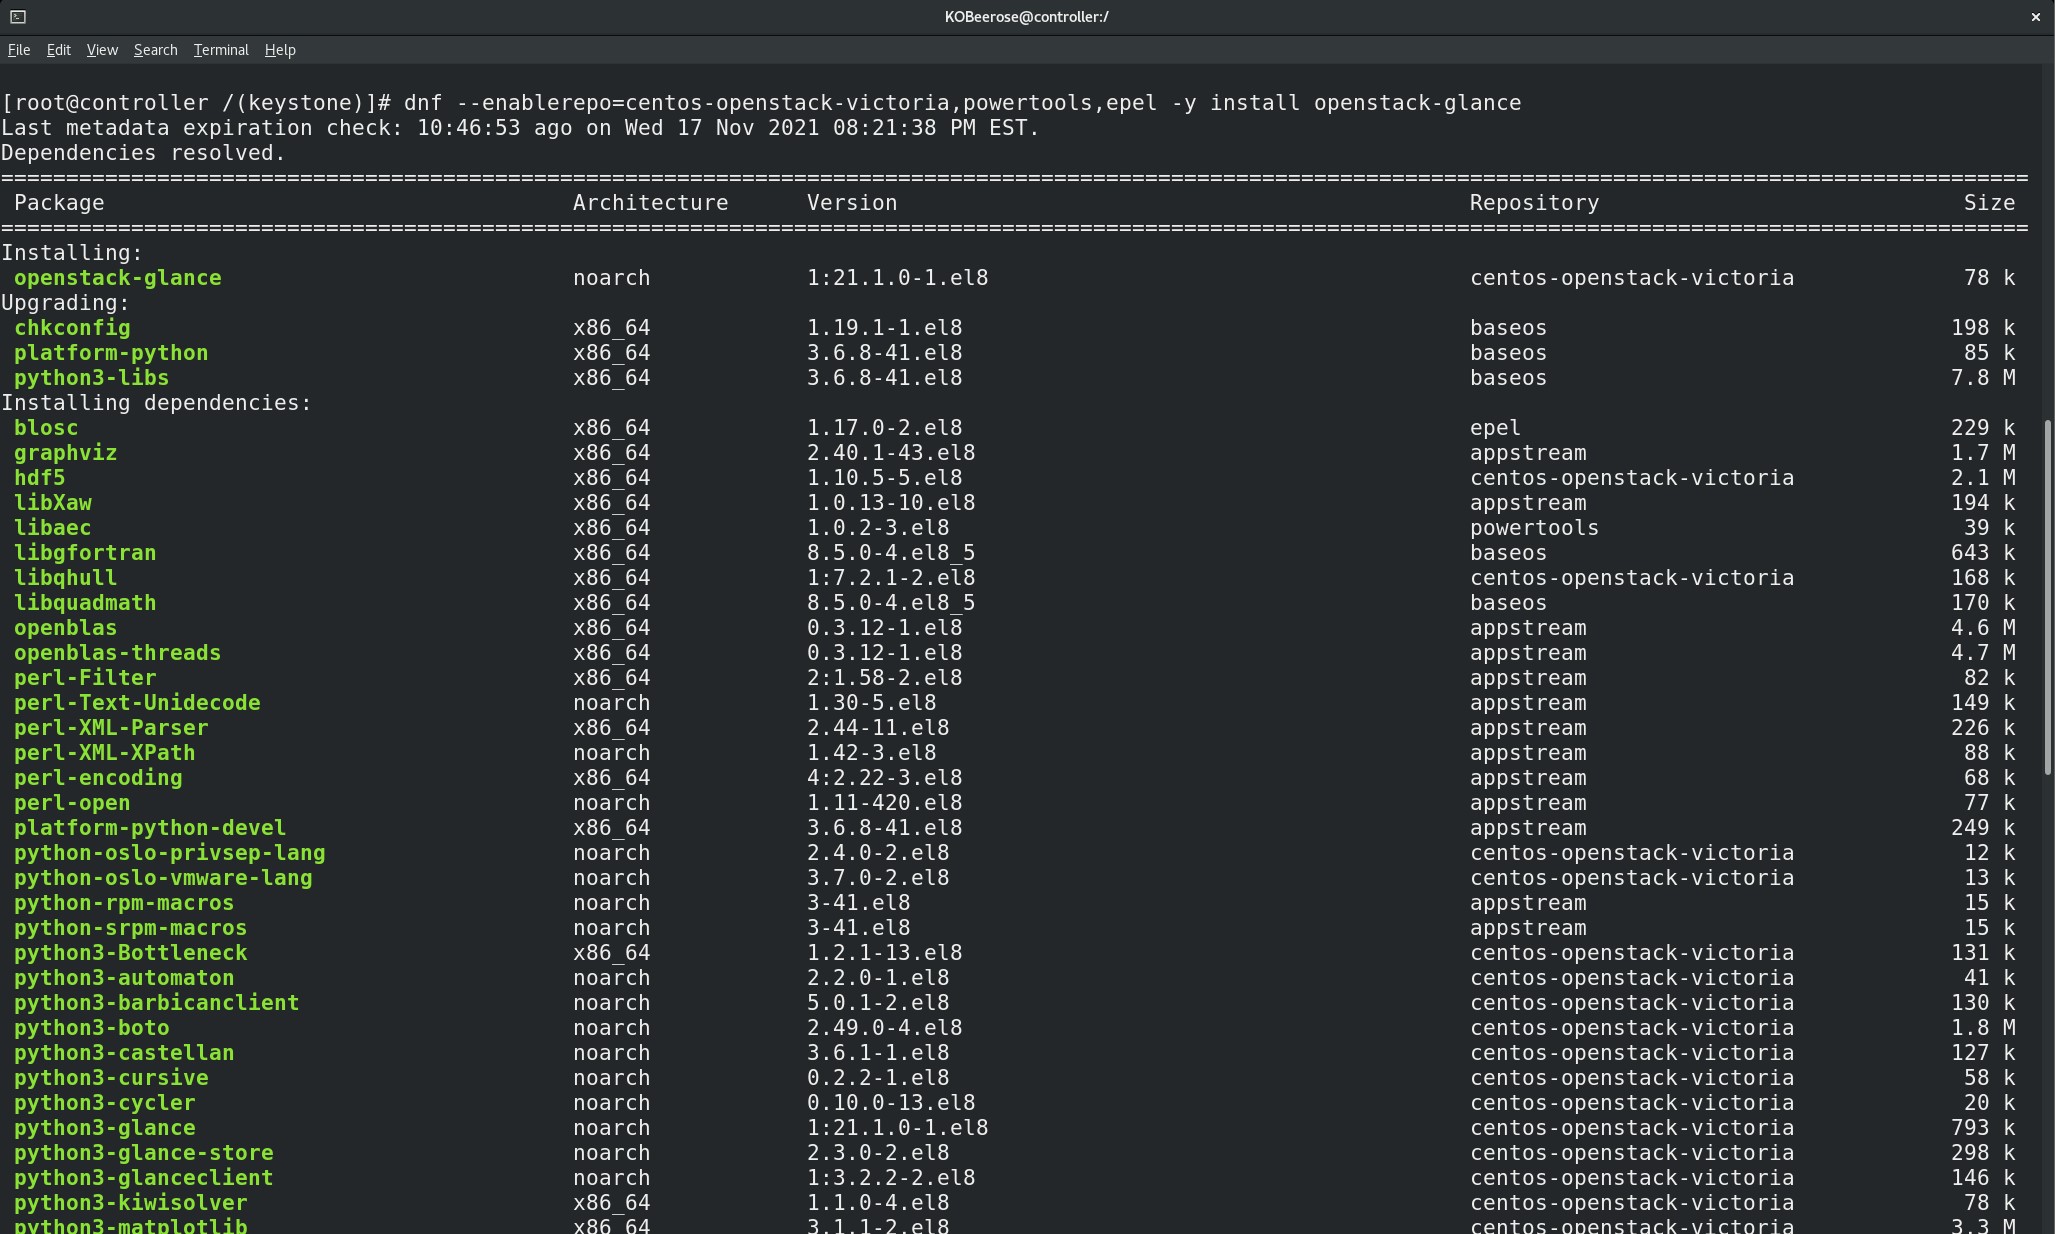 KOBeerose@controller:/
File Edit View Search Terminal Help
[root@controller /(keystone)]# dnf --enablerepo=centos-openstack-victoria,powertools,epel -y install openstack-glance
Last metadata expiration check: 10:46:53 ago on Wed 17 Nov 2021 08:21:38 PM EST.
Dependencies resolved.
================================================================================
Package Architecture Version Repository Size
================================================================================
Installing:
openstack-glance noarch 1:21.1.0-1.el8 centos-openstack-victoria 78 k
Upgrading:
chkconfig x86_64 1.19.1-1.el8 baseos 198 k
platform-python x86_64 3.6.8-41.el8 baseos 85 k
python3-libs x86_64 3.6.8-41.el8 baseos 7.8 M
Installing dependencies:
blosc x86_64 1.17.0-2.el8 epel 229 k
graphviz x86_64 2.40.1-43.el8 appstream 1.7 M
hdf5 x86_64 1.10.5-5.el8 centos-openstack-victoria 2.1 M
libXaw x86_64 1.0.13-10.el8 appstream 194 k
libaec x86_64 1.0.2-3.el8 powertools 39 k
libgfortran x86_64 8.5.0-4.el8_5 baseos 643 k
libqhull x86_64 1:7.2.1-2.el8 centos-openstack-victoria 168 k
libquadmath x86_64 8.5.0-4.el8_5 baseos 170 k
openblas x86_64 0.3.12-1.el8 appstream 4.6 M
openblas-threads x86_64 0.3.12-1.el8 appstream 4.7 M
perl-Filter x86_64 2:1.58-2.el8 appstream 82 k
perl-Text-Unidecode noarch 1.30-5.el8 appstream 149 k
perl-XML-Parser x86_64 2.44-11.el8 appstream 226 k
perl-XML-XPath noarch 1.42-3.el8 appstream 88 k
perl-encoding x86_64 4:2.22-3.el8 appstream 68 k
perl-open noarch 1.11-420.el8 appstream 77 k
platform-python-devel x86_64 3.6.8-41.el8 appstream 249 k
python-oslo-privsep-lang noarch 2.4.0-2.el8 centos-openstack-victoria 12 k
python-oslo-vmware-lang noarch 3.7.0-2.el8 centos-openstack-victoria 13 k
python-rpm-macros noarch 3-41.el8 appstream 15 k
python-srpm-macros noarch 3-41.el8 appstream 15 k
python3-Bottleneck x86_64 1.2.1-13.el8 centos-openstack-victoria 131 k
python3-automaton noarch 2.2.0-1.el8 centos-openstack-victoria 41 k
python3-barbicanclient noarch 5.0.1-2.el8 centos-openstack-victoria 130 k
python3-boto noarch 2.49.0-4.el8 centos-openstack-victoria 1.8 M
python3-castellan noarch 3.6.1-1.el8 centos-openstack-victoria 127 k
python3-cursive noarch 0.2.2-1.el8 centos-openstack-victoria 58 k
python3-cycler noarch 0.10.0-13.el8 centos-openstack-victoria 20 k
python3-glance noarch 1:21.1.0-1.el8 centos-openstack-victoria 793 k
python3-glance-store noarch 2.3.0-2.el8 centos-openstack-victoria 298 k
python3-glanceclient noarch 1:3.2.2-2.el8 centos-openstack-victoria 146 k
python3-kiwisolver x86_64 1.1.0-4.el8 centos-openstack-victoria 78 k
python3-matplotlib x86_64 3.1.1-2.el8 centos-openstack-victoria 3.3 M